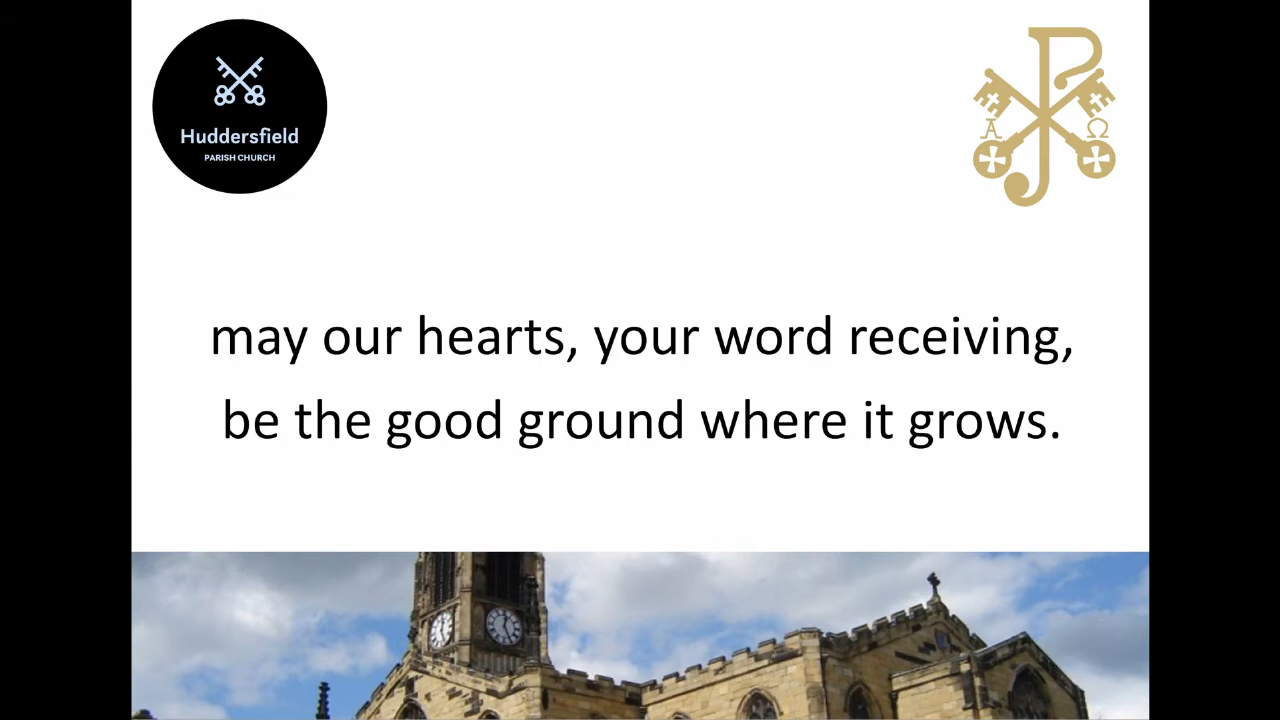 Huddersfield
PARISH CHURCH
Α Ω
may our hearts, your word receiving,
be the good ground where it grows.